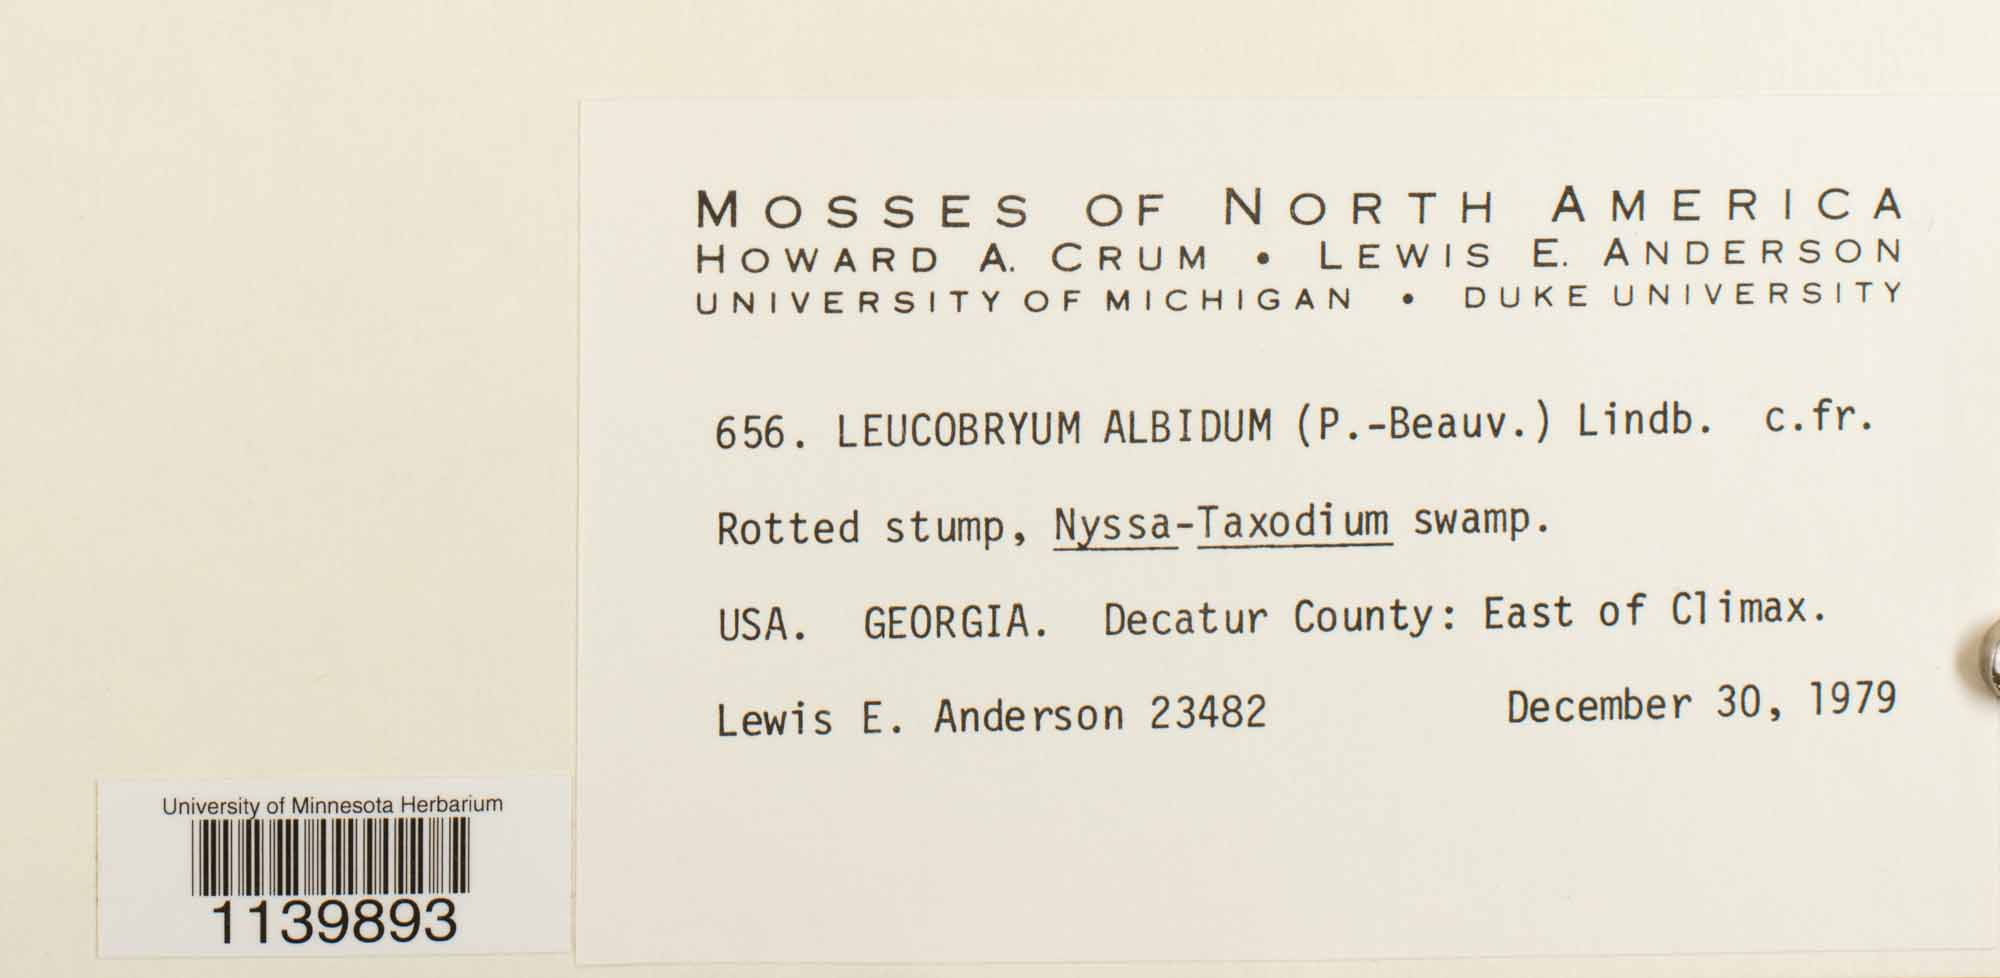 MOSSES OF NORTH AMERICA
HOWARD A. CRUM • LEWIS E. ANDERSON
UNIVERSITY OF MICHIGAN • DUKE UNIVERSITY
656. LEUCOBRYUM ALBIDUM (P.-Beauv.) Lindb. c.fr.
Rotted stump, Nyssa-Taxodium swamp.
USA. GEORGIA. Decatur County: East of Climax.
Lewis E. Anderson 23482 December 30, 1979
University of Minnesota Herbarium
1139893